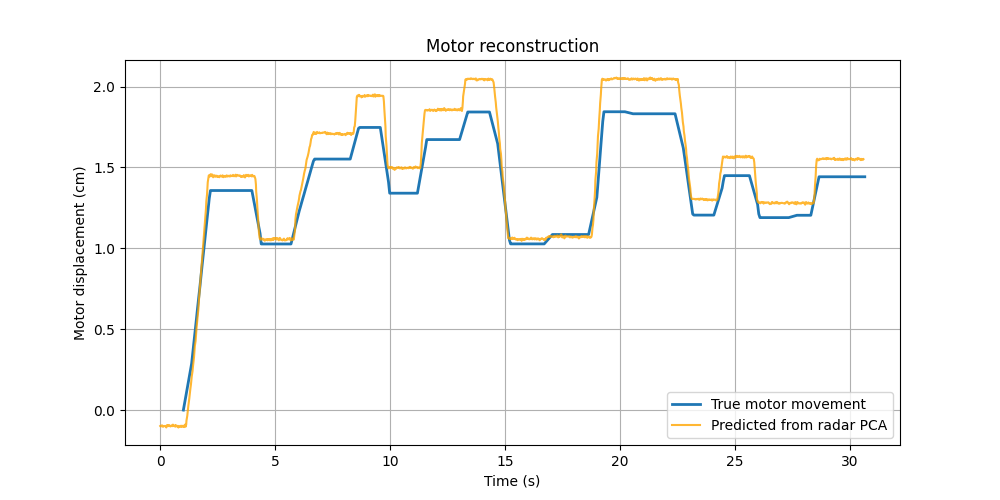 Motor reconstruction
Motor displacement (cm)
2.0
1.5
1.0
0.5
0.0
True motor movement
Predicted from radar PCA
0 5 10 15 20 25 30
Time (s)